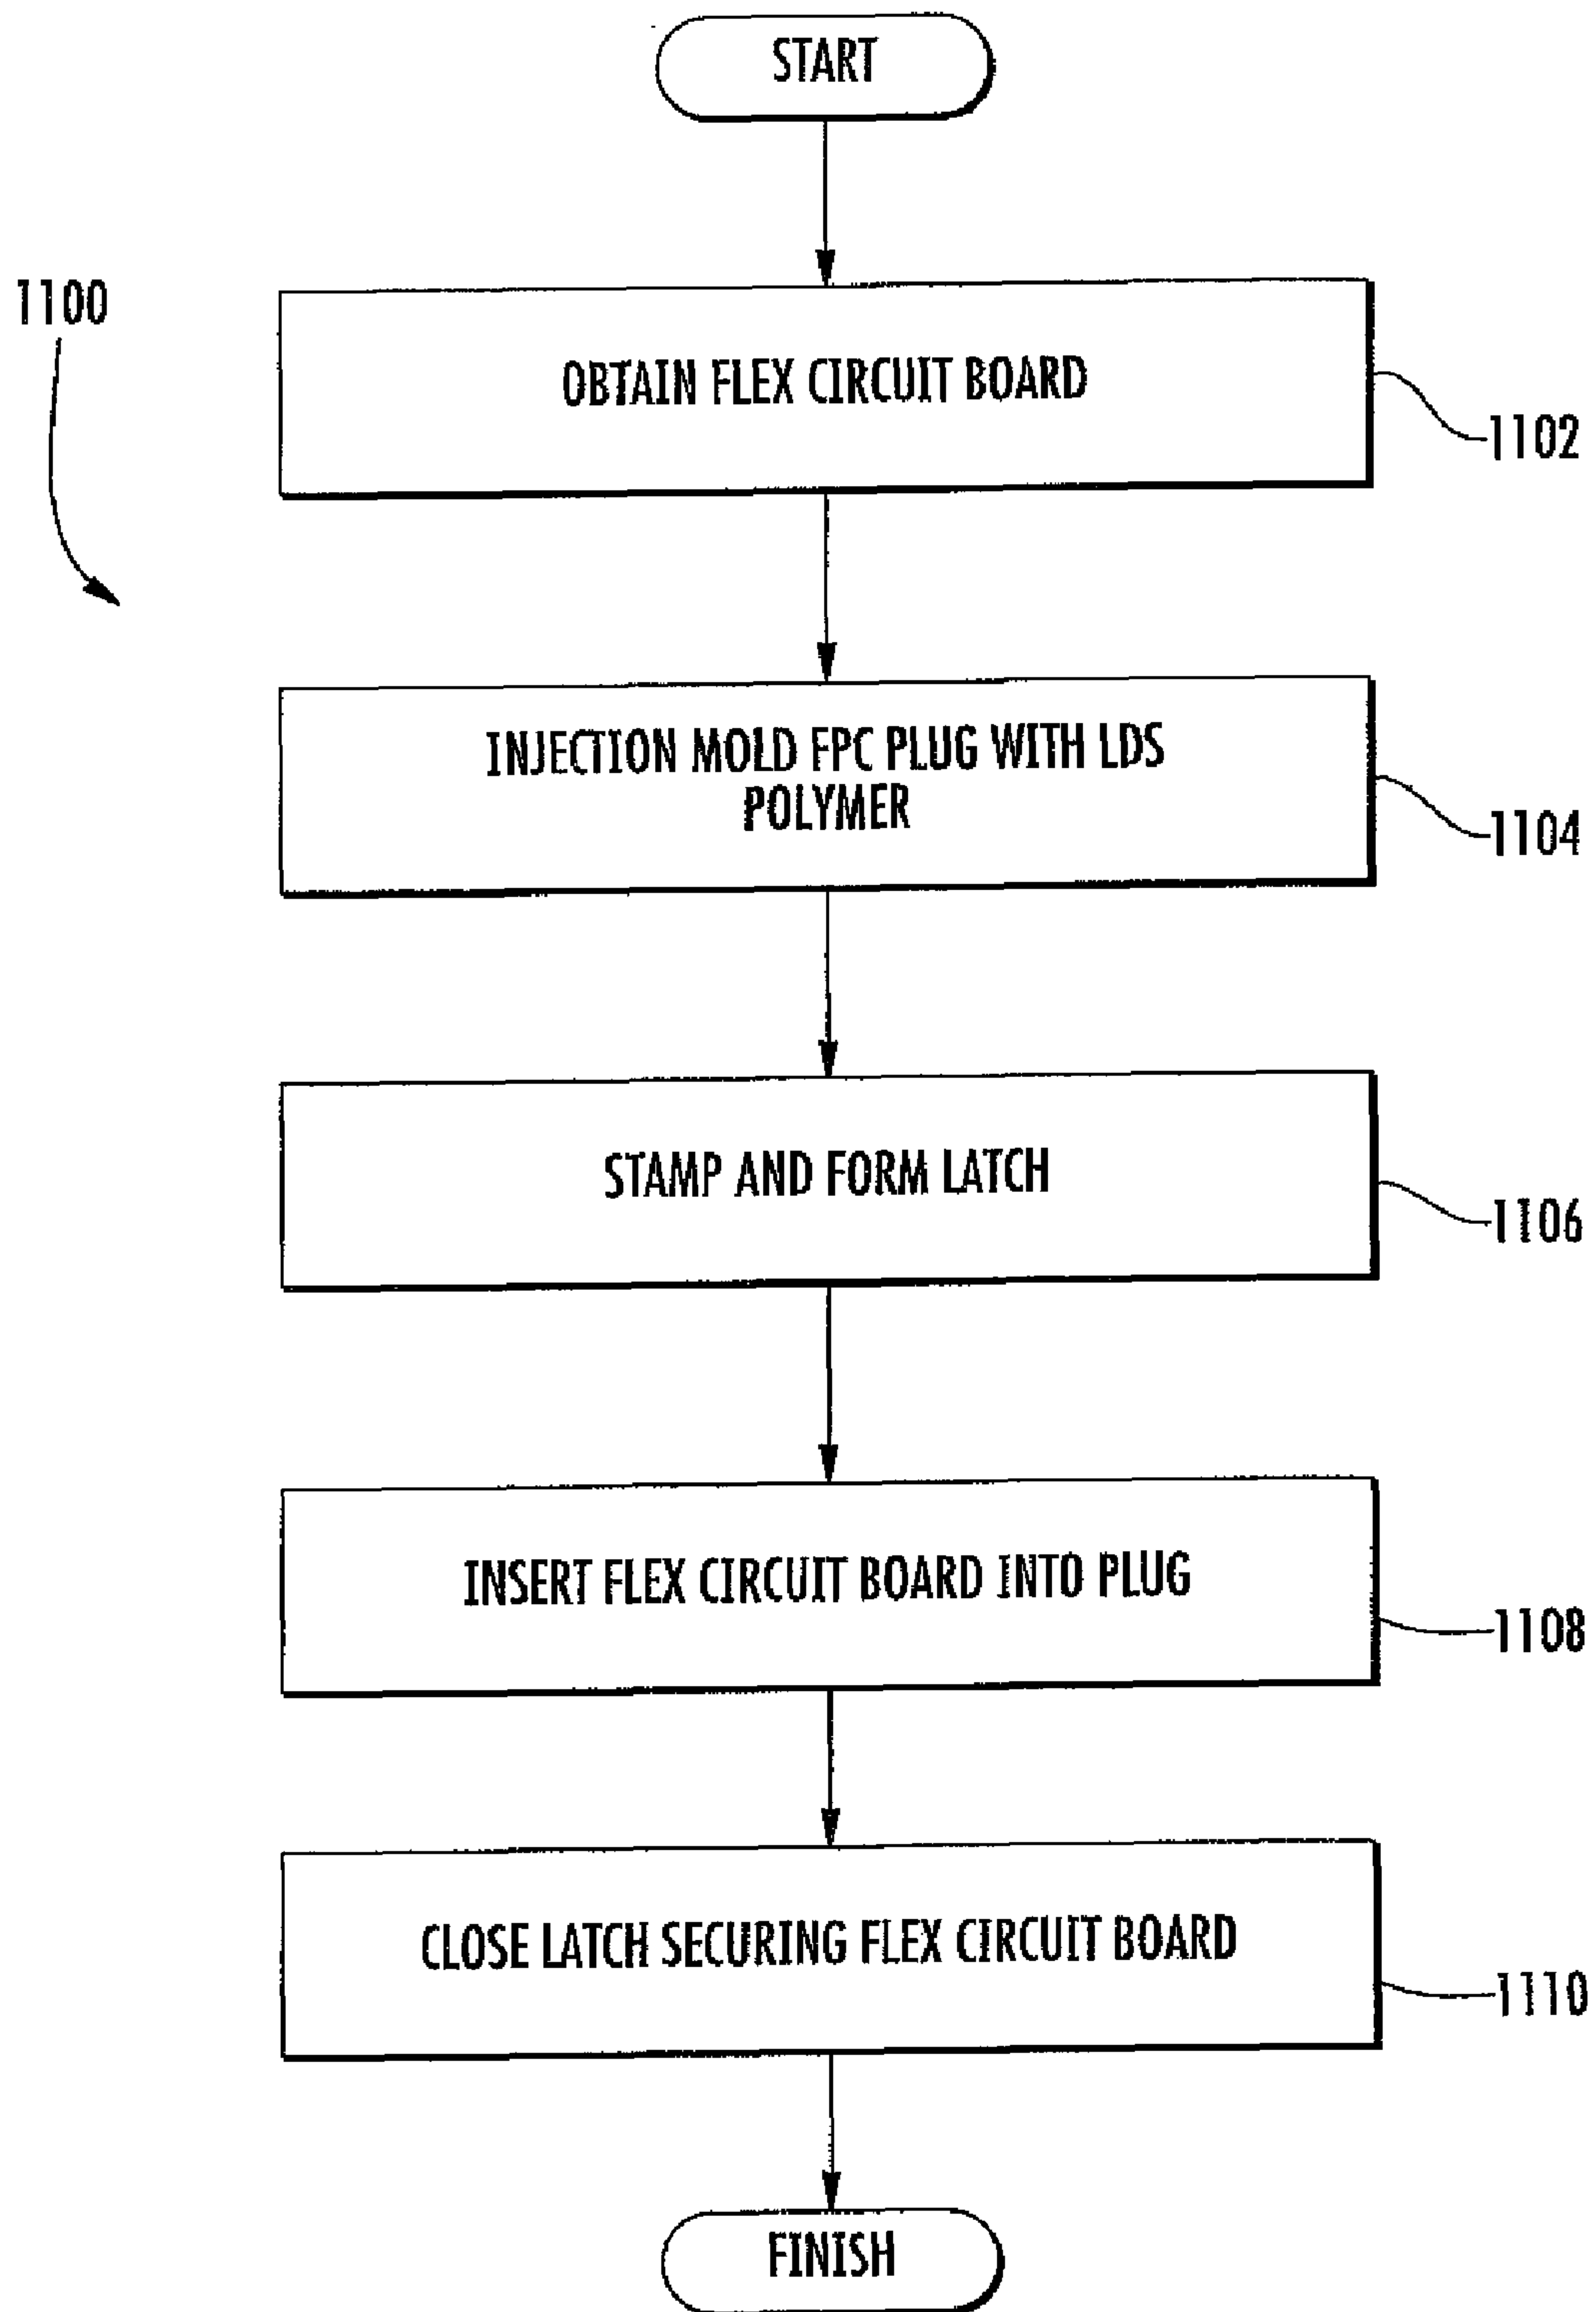 START
1100
OBTAIN FLEX CIRCUIT BOARD
1102
INJECTION MOLD FPC PLUG WITH LDS
POLYMER
1104
STAMP AND FORM LATCH
1106
INSERT FLEX CIRCUIT BOARD INTO PLUG
1108
CLOSE LATCH SECURING FLEX CIRCUIT BOARD
1110
FINISH